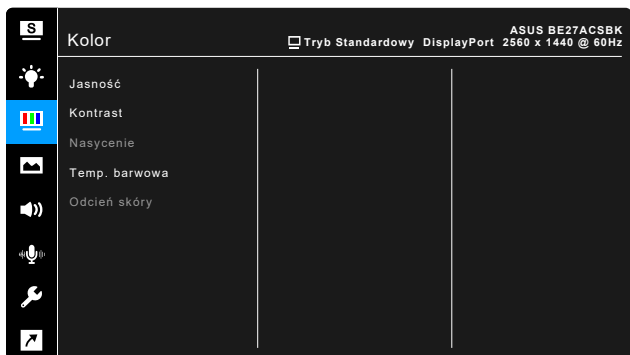 S
Kolor
ASUS BE27ACSBK
Tryb Standardowy DisplayPort 2560 x 1440 @ 60Hz
Jasność
Kontrast
Nasycenie
Temp. barwowa
Odcień skóry